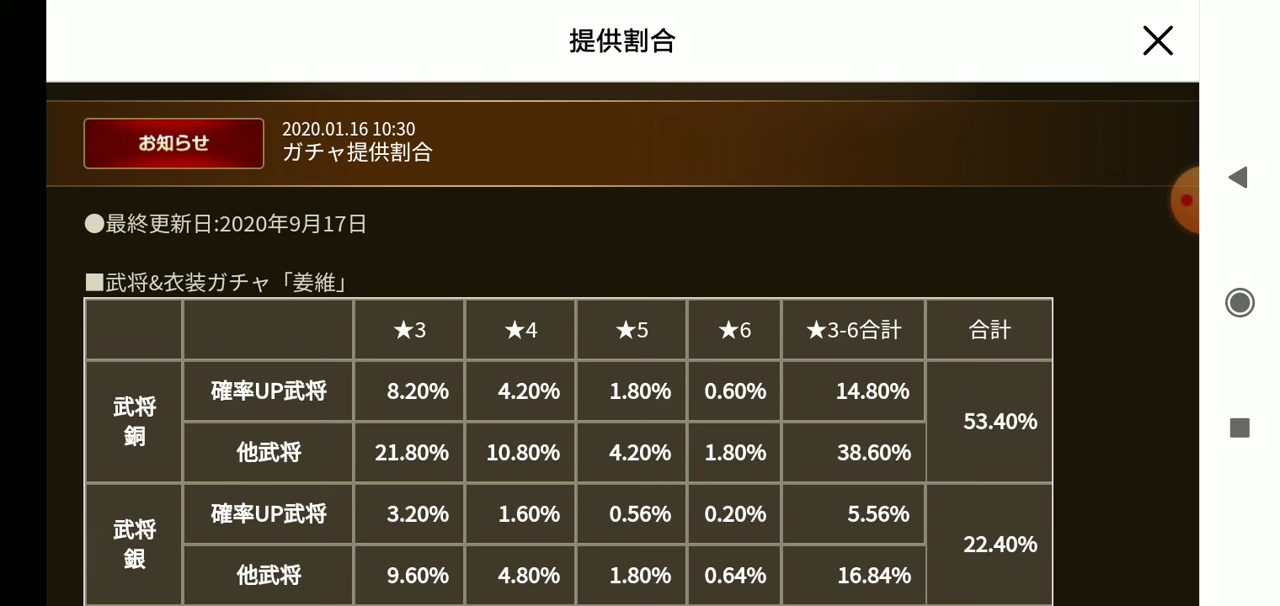 提供割合
お知らせ
2020.01.16 10:30
ガチャ提供割合
●最終更新日:2020年9月17日
■武将&衣装ガチャ「姜維」
★3 ★4 ★5 ★6 ★3-6合計 合計
武将銅 確率UP武将 8.20% 4.20% 1.80% 0.60% 14.80% 53.40%
他武将 21.80% 10.80% 4.20% 1.80% 38.60%
武将銀 確率UP武将 3.20% 1.60% 0.56% 0.20% 5.56% 22.40%
他武将 9.60% 4.80% 1.80% 0.64% 16.84%